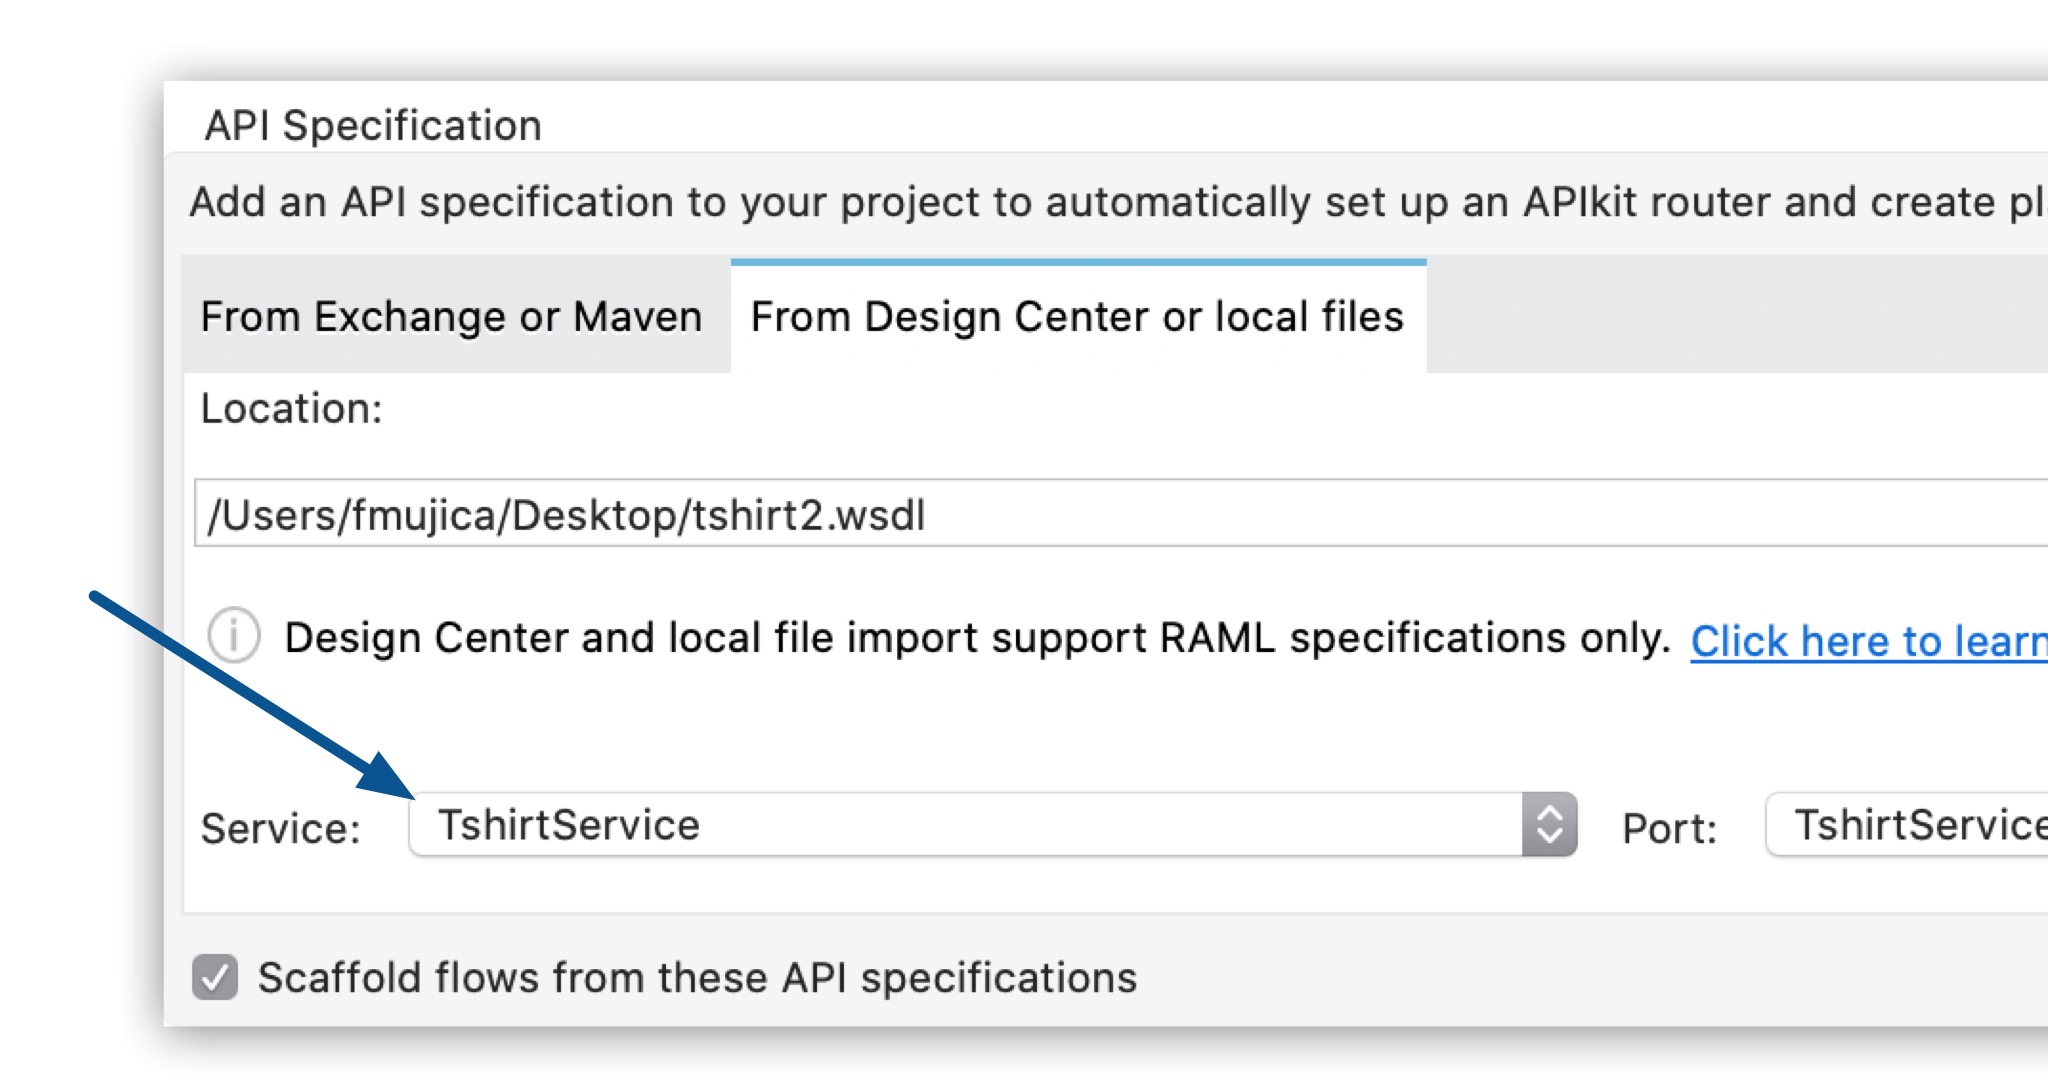 API Specification
Add an API specification to your project to automatically set up an APIkit router and create
From Exchange or Maven From Design Center or local files
Location:
/Users/fmujica/Desktop/tshirt2.wsdl
Design Center and local file import support RAML specifications only. Click here to learn
Service: TshirtService Port: TshirtService
Scaffold flows from these API specifications